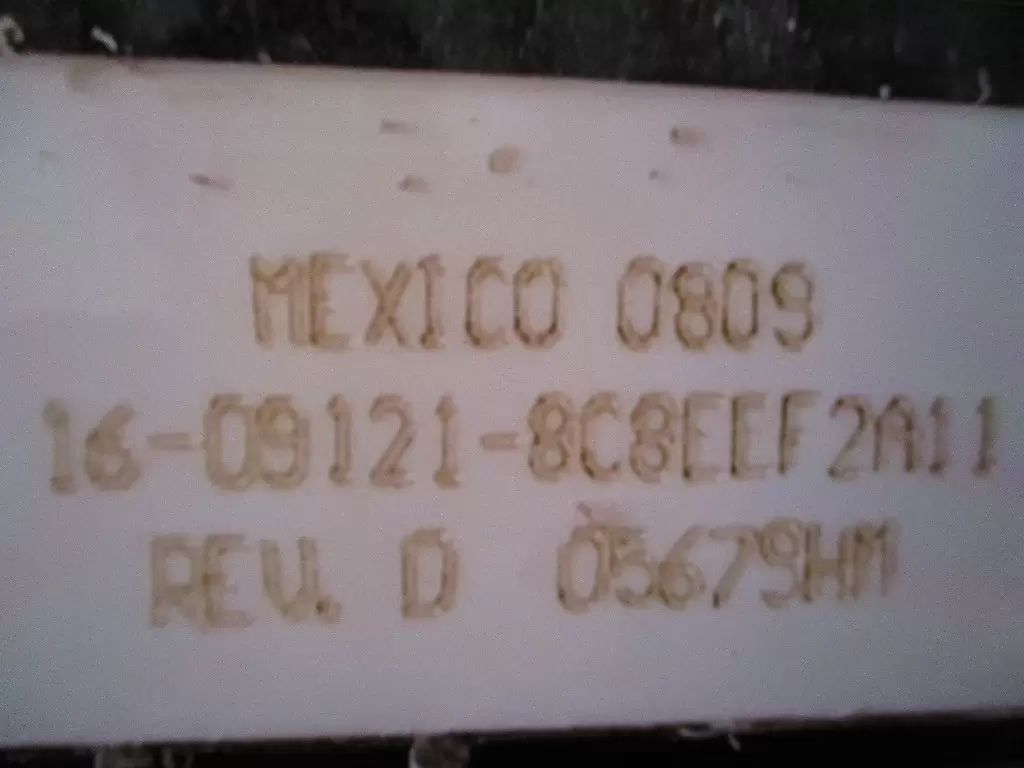 MEXICO 0809
16-09121-8C8EEF2A11
REV. D 05679HM